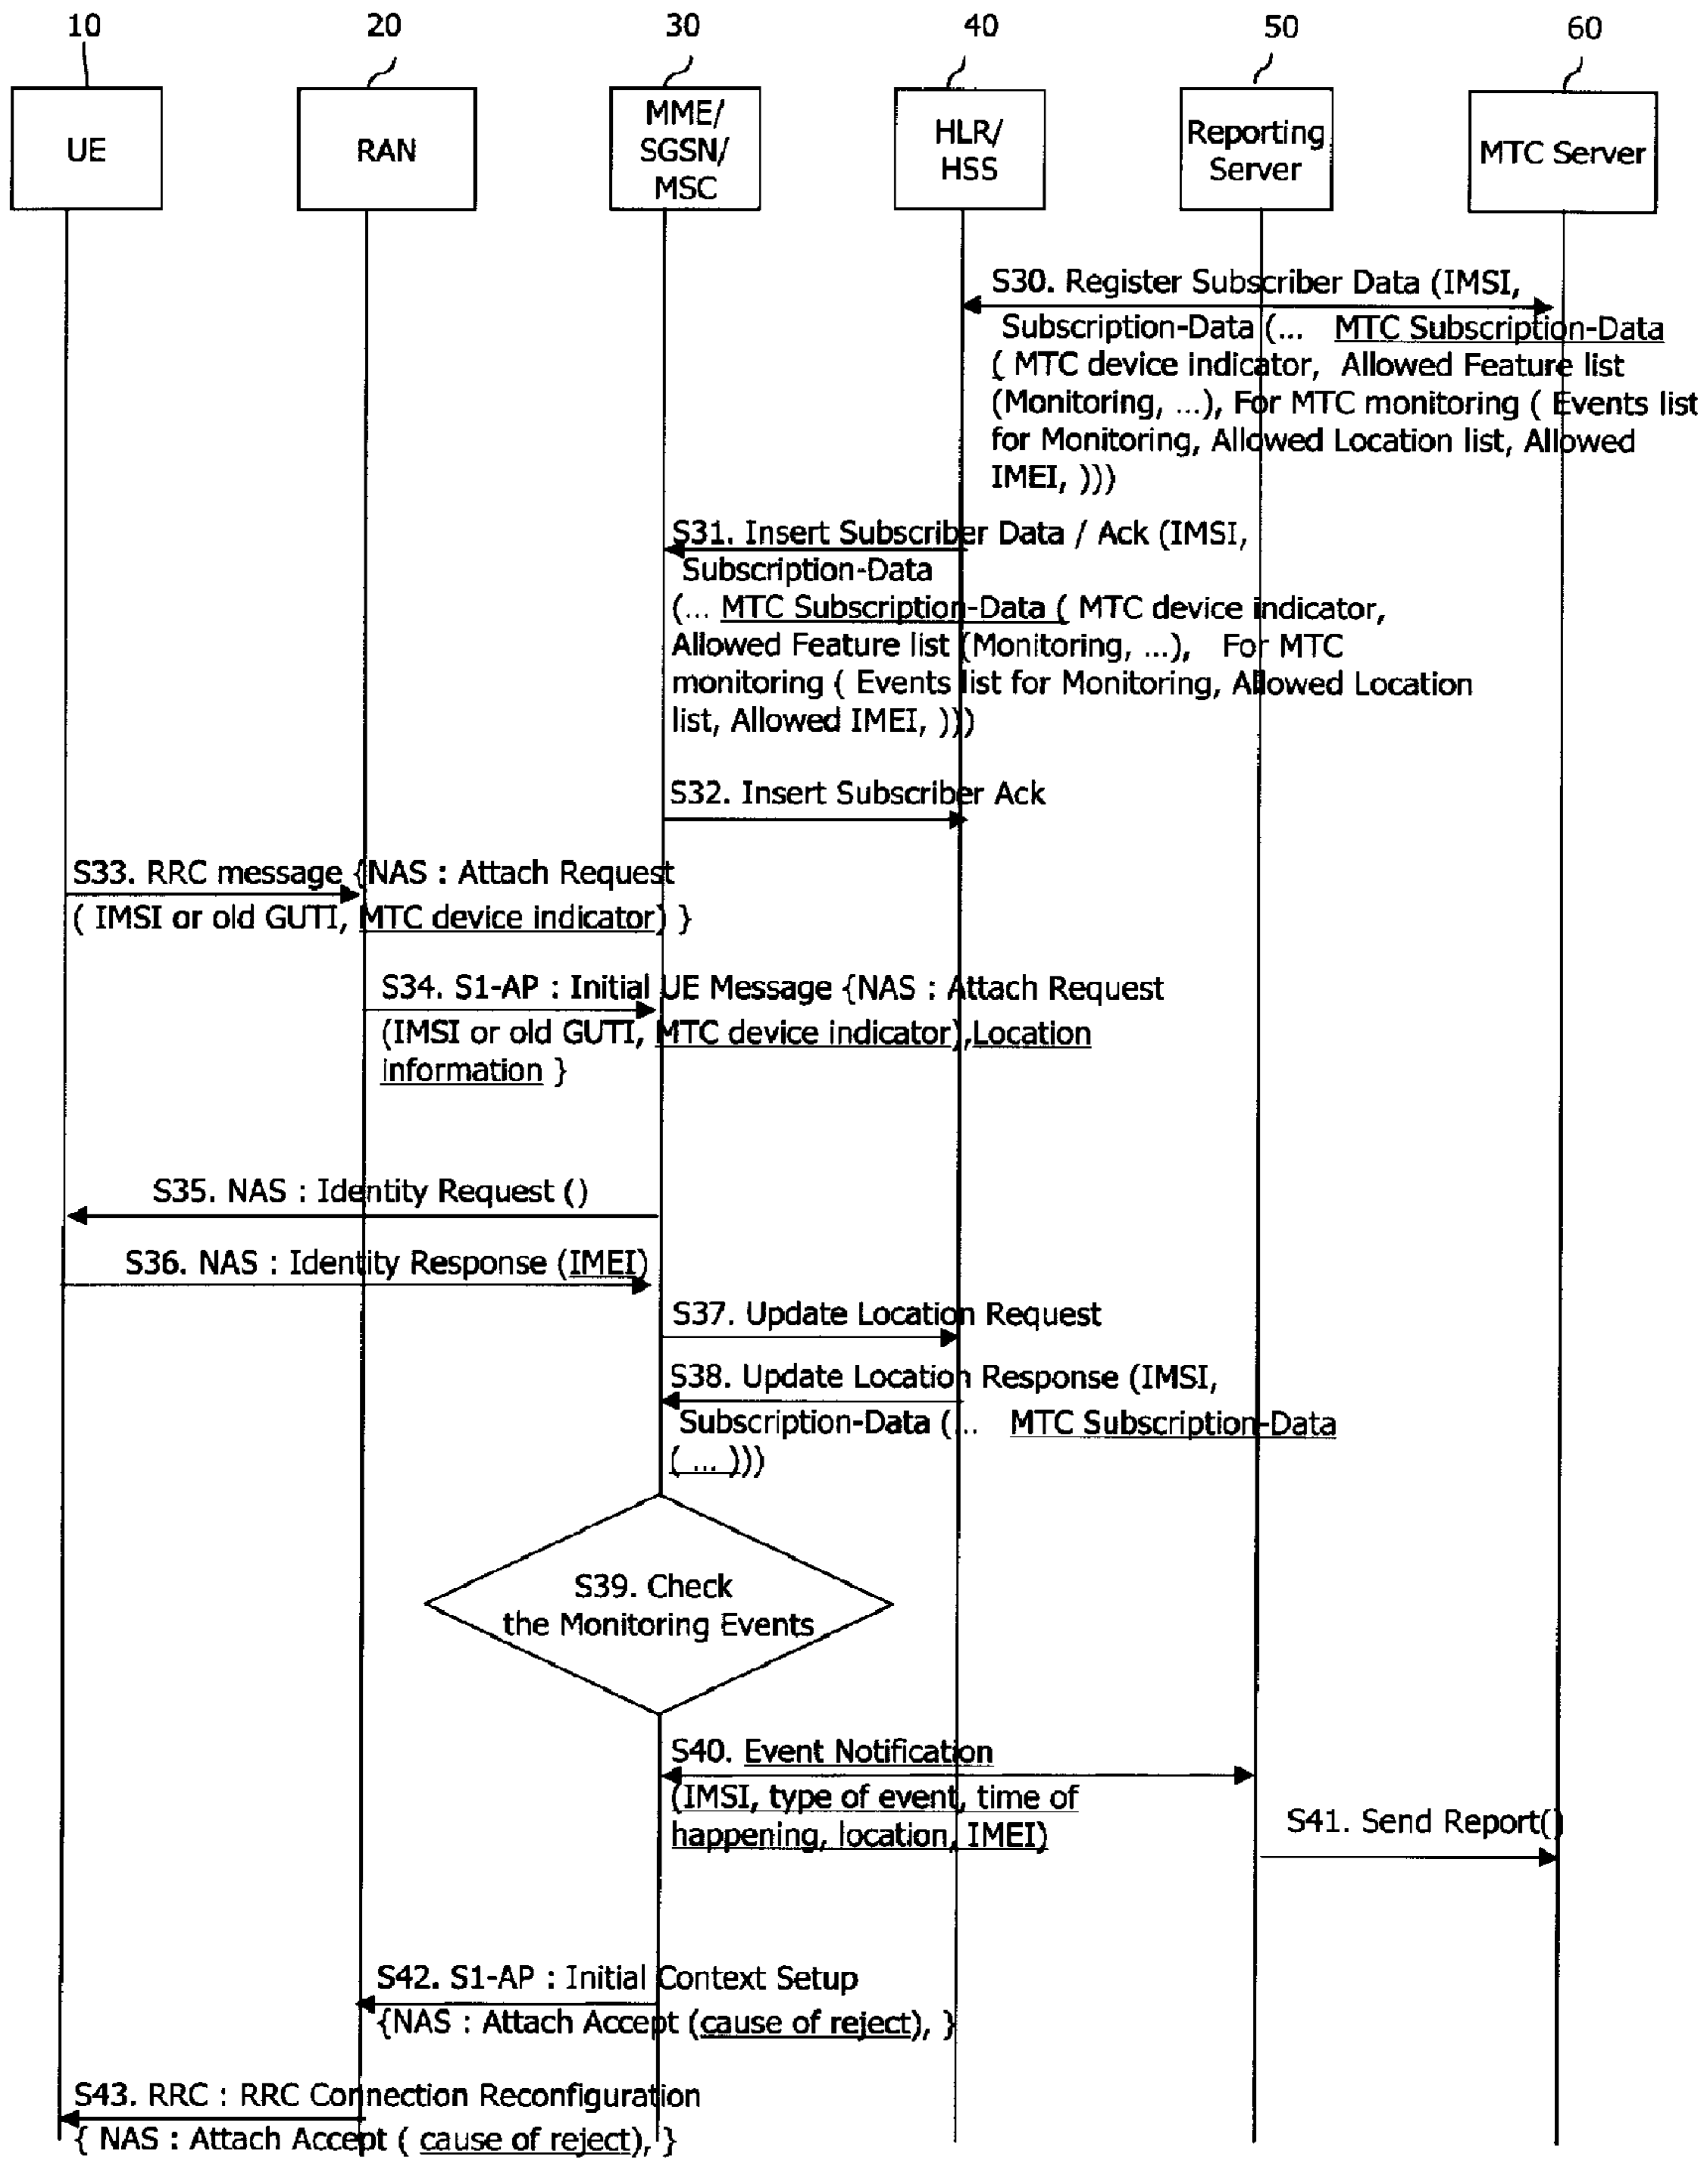 10 20 30 40 50 60
UE
RAN
MME/
SGSN/
MSC
HLR/
HSS
Reporting
Server
MTC Server
S30. Register Subscriber Data (IMSI,
Subscription-Data (... MTC Subscription-Data
( MTC device indicator, Allowed Feature list
(Monitoring, ...), For MTC monitoring ( Events list
for Monitoring, Allowed Location list, Allowed
IMEI, )))
S31. Insert Subscriber Data / Ack (IMSI,
Subscription-Data
(... MTC Subscription-Data ( MTC device indicator,
Allowed Feature list (Monitoring, ...), For MTC
monitoring ( Events list for Monitoring, Allowed Location
list, Allowed IMEI, )))
S32. Insert Subscriber Ack
S33. RRC message {NAS : Attach Request
( IMSI or old GUTI, MTC device indicator) }
S34. S1-AP : Initial UE Message {NAS : Attach Request
(IMSI or old GUTI, MTC device indicator),Location
information }
S35. NAS : Identity Request ()
S36. NAS : Identity Response (IMEI)
S37. Update Location Request
S38. Update Location Response (IMSI,
Subscription-Data (... MTC Subscription-Data
( ... )))
S39. Check
the Monitoring Events
S40. Event Notification
(IMSI, type of event, time of
happening, location, IMEI)
S41. Send Report()
S42. S1-AP : Initial Context Setup
{NAS : Attach Accept (cause of reject), }
S43. RRC : RRC Connection Reconfiguration
{ NAS : Attach Accept ( cause of reject), }